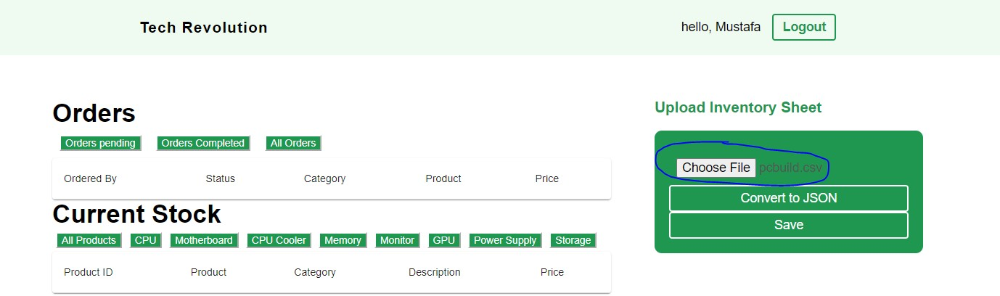 Tech Revolution
hello, Mustafa Logout
Orders
Orders pending Orders Completed All Orders
Ordered By Status Category Product Price
Current Stock
All Products CPU Motherboard CPU Cooler Memory Monitor GPU Power Supply Storage
Product ID Product Category Description Price
Upload Inventory Sheet
Choose File pcbuild.csv
Convert to JSON
Save